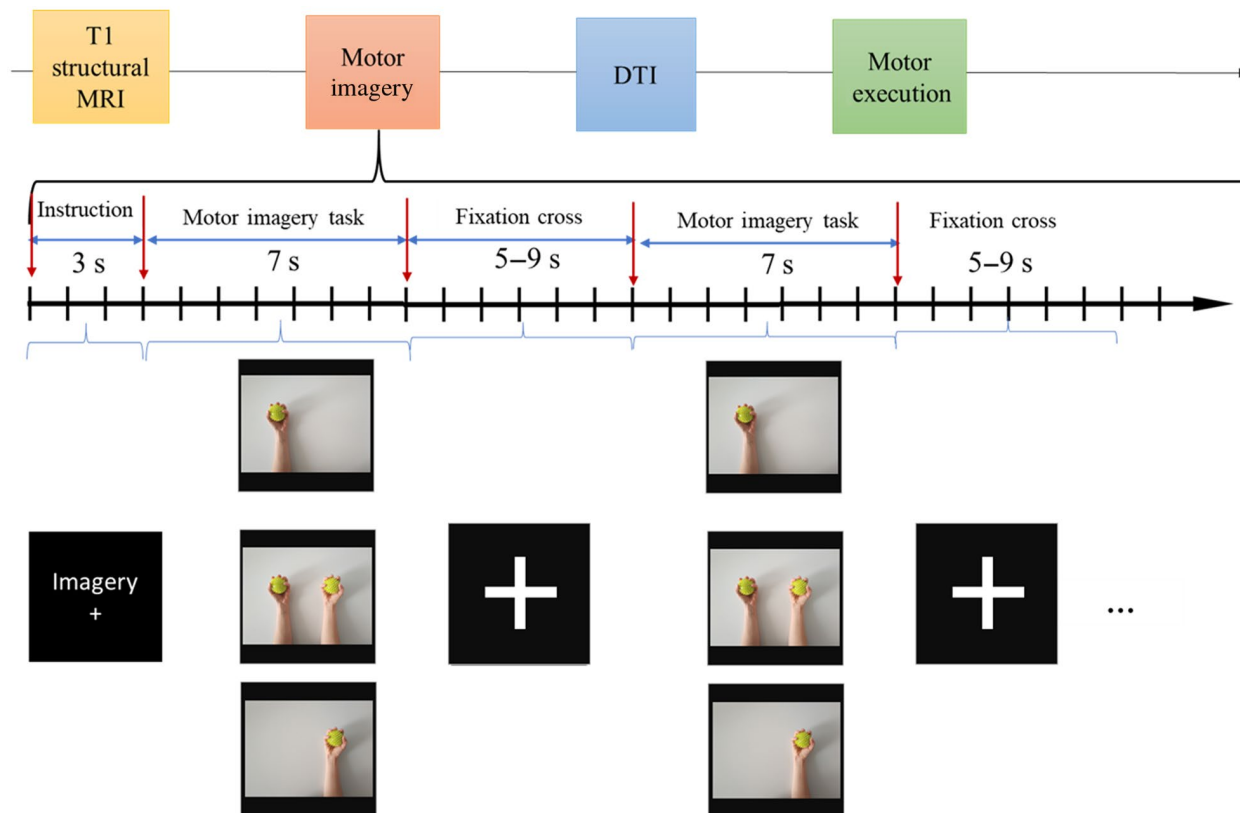 T1
structural
MRI
Motor
imagery
DTI
Motor
execution
Instruction
Motor imagery task
Fixation cross
Motor imagery task
Fixation cross
3 s
7 s
5–9 s
7 s
5–9 s
Imagery
+
...